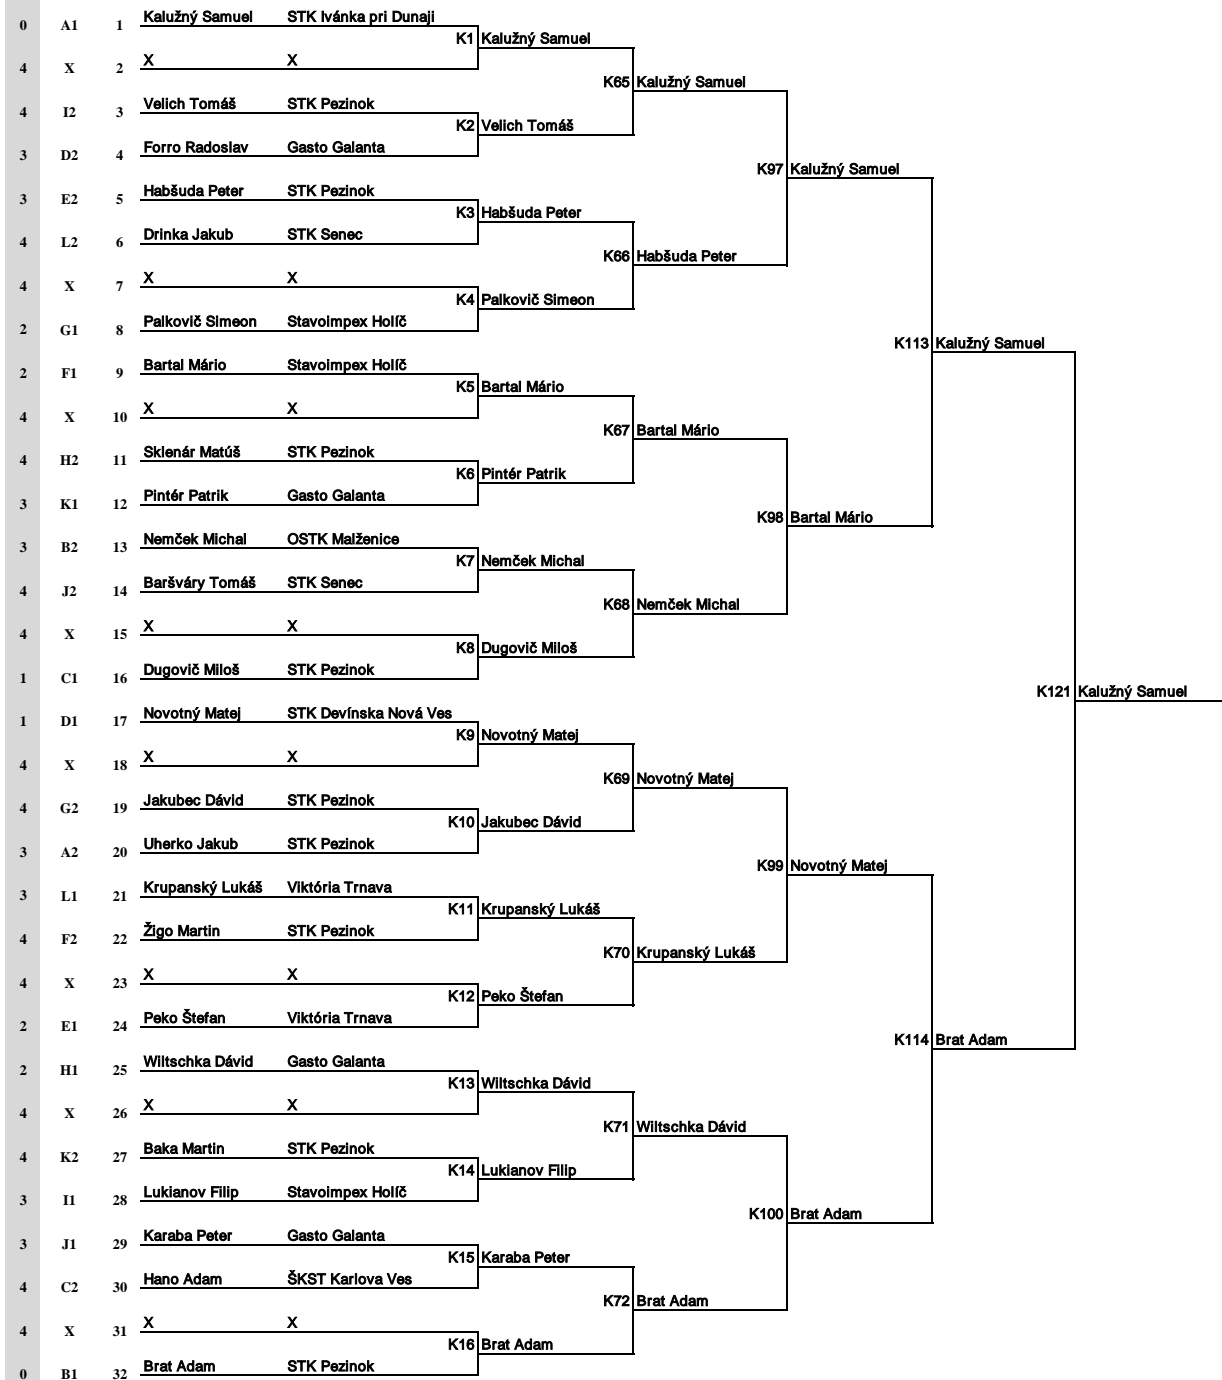 0 A1 1 Kalužný Samuel STK Ivánka pri Dunaji
K1 Kalužný Samuel
4 X 2 X X
K65 Kalužný Samuel
4 I2 3 Velich Tomáš STK Pezinok
K2 Velich Tomáš
3 D2 4 Forro Radoslav Gasto Galanta
K97 Kalužný Samuel
3 E2 5 Habšuda Peter STK Pezinok
K3 Habšuda Peter
4 L2 6 Drinka Jakub STK Senec
K66 Habšuda Peter
4 X 7 X X
K4 Palkovič Simeon
2 G1 8 Palkovič Simeon Stavoimpex Holíč
K113 Kalužný Samuel
2 F1 9 Bartal Mário Stavoimpex Holíč
K5 Bartal Mário
4 X 10 X X
K67 Bartal Mário
4 H2 11 Sklenár Matúš STK Pezinok
K6 Pintér Patrik
3 K1 12 Pintér Patrik Gasto Galanta
K98 Bartal Mário
3 B2 13 Nemček Michal OSTK Malženice
K7 Nemček Michal
4 J2 14 Baršváry Tomáš STK Senec
K68 Nemček Michal
4 X 15 X X
K8 Dugovič Miloš
1 C1 16 Dugovič Miloš STK Pezinok
K121 Kalužný Samuel
1 D1 17 Novotný Matej STK Devínska Nová Ves
K9 Novotný Matej
4 X 18 X X
K69 Novotný Matej
4 G2 19 Jakubec Dávid STK Pezinok
K10 Jakubec Dávid
3 A2 20 Uherko Jakub STK Pezinok
K99 Novotný Matej
3 L1 21 Krupanský Lukáš Viktória Trnava
K11 Krupanský Lukáš
4 F2 22 Žigo Martin STK Pezinok
K70 Krupanský Lukáš
4 X 23 X X
K12 Peko Štefan
2 E1 24 Peko Štefan Viktória Trnava
K114 Brat Adam
2 H1 25 Wiltschka Dávid Gasto Galanta
K13 Wiltschka Dávid
4 X 26 X X
K71 Wiltschka Dávid
4 K2 27 Baka Martin STK Pezinok
K14 Lukianov Filip
3 I1 28 Lukianov Filip Stavoimpex Holíč
K100 Brat Adam
3 J1 29 Karaba Peter Gasto Galanta
K15 Karaba Peter
4 C2 30 Hano Adam ŠKST Karlova Ves
K72 Brat Adam
4 X 31 X X
K16 Brat Adam
0 B1 32 Brat Adam STK Pezinok